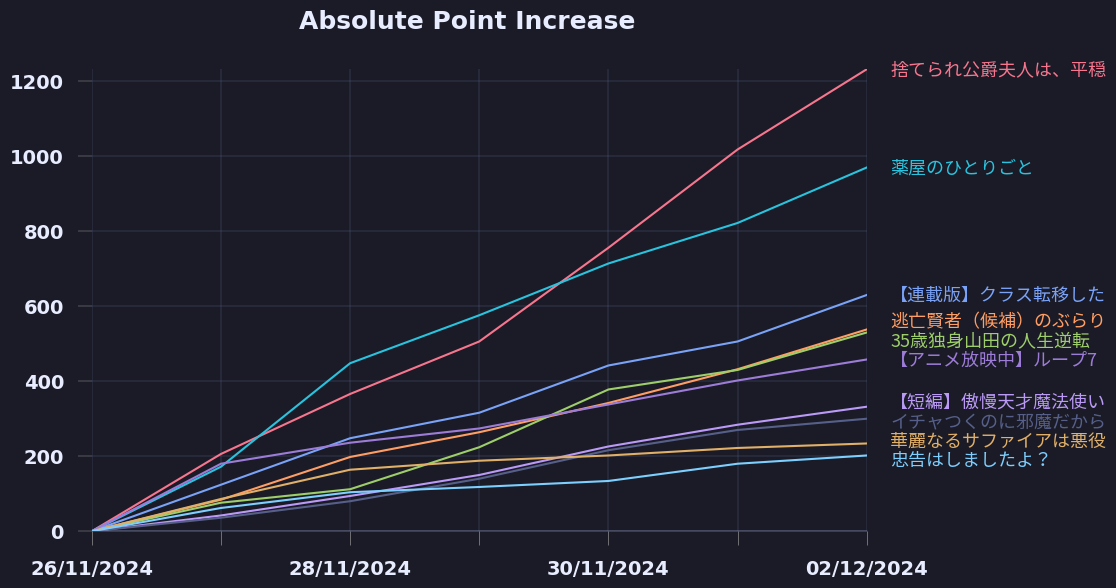 Absolute Point Increase
1200
1000
800
600
400
200
0
26/11/2024
28/11/2024
30/11/2024
02/12/2024
捨てられ公爵夫人は、平穏
薬屋のひとりごと
【連載版】クラス転移した
逃亡賢者（候補）のぶらり
35歳独身山田の人生逆転
【アニメ放映中】ループ7
【短編】傲慢天才魔法使い
イチャつくのに邪魔だから
華麗なるサファイアは悪役
忠告はしましたよ？